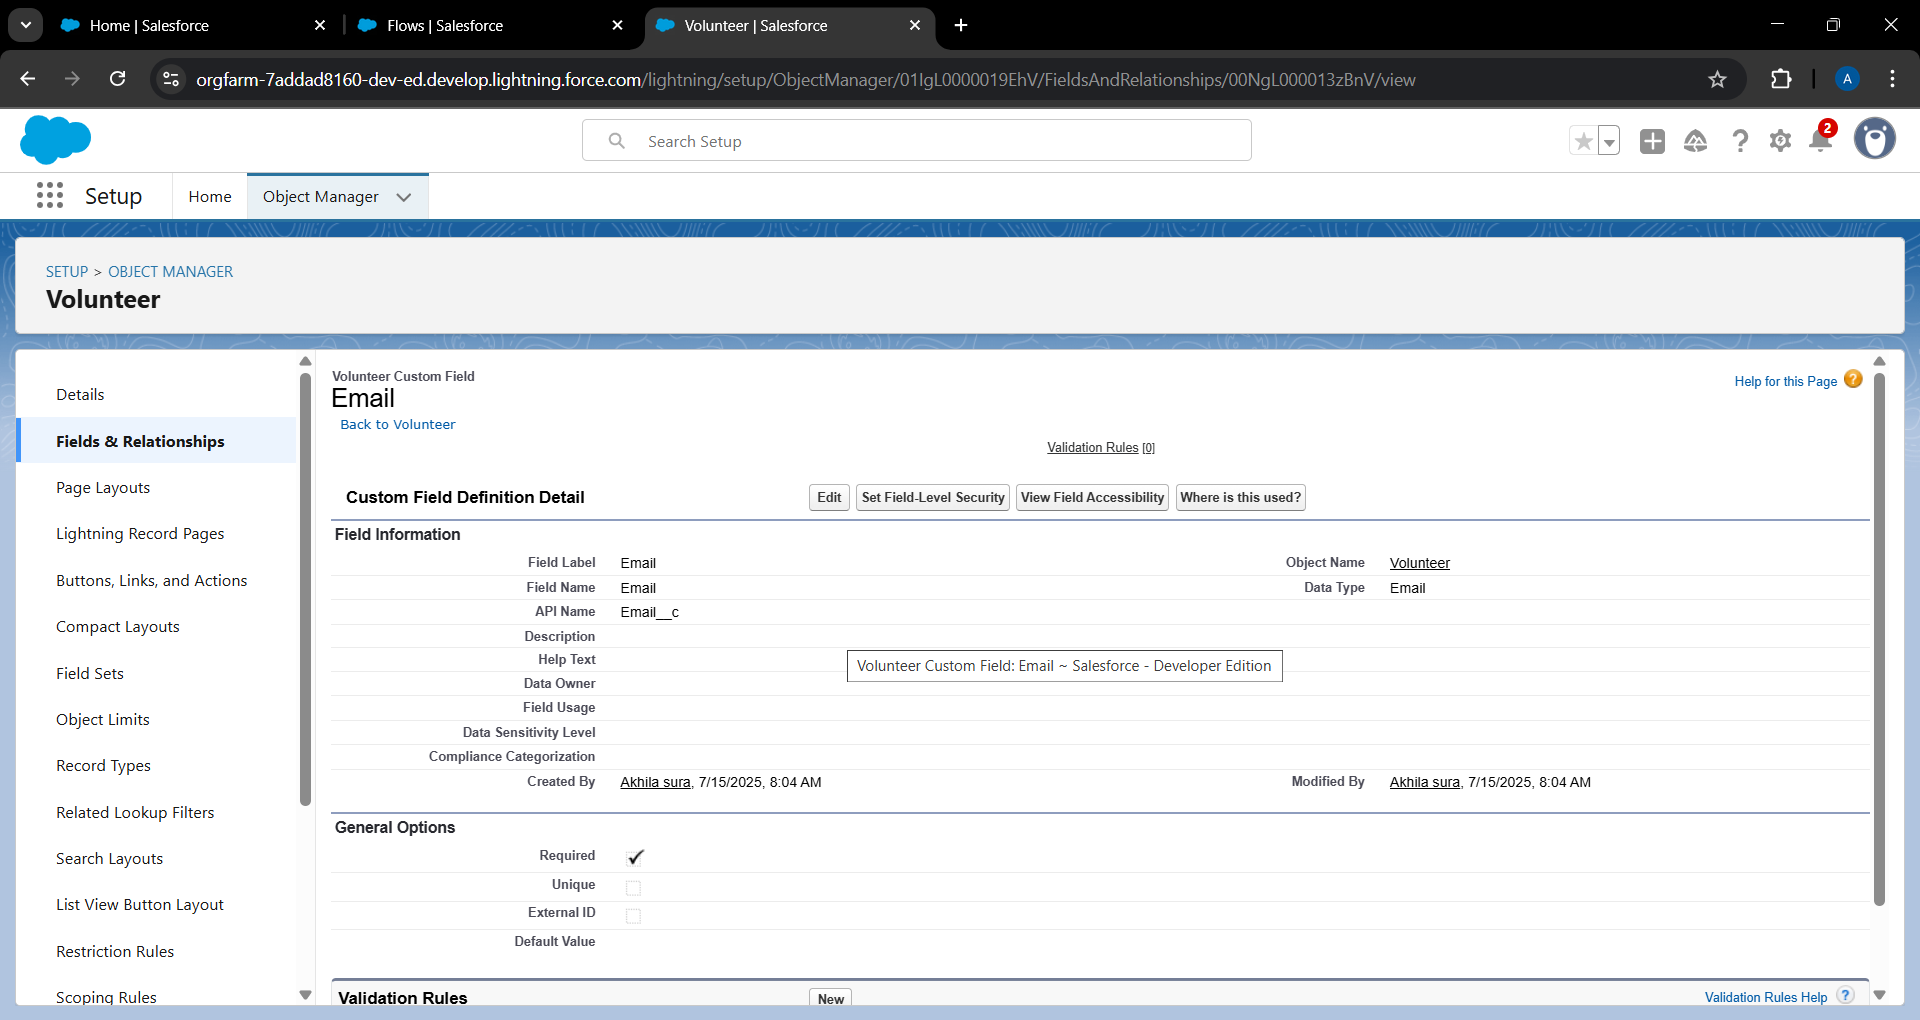 Home | Salesforce
Flows | Salesforce
Volunteer | Salesforce
orgfarm-7addad8160-dev-ed.develop.lightning.force.com/lightning/setup/ObjectManager/01IgL0000019EhV/FieldsAndRelationships/00NgL000013zBnV/view
A
Search Setup
2
Setup
Home
Object Manager
SETUP > OBJECT MANAGER
Volunteer
Details
Fields & Relationships
Page Layouts
Lightning Record Pages
Buttons, Links, and Actions
Compact Layouts
Field Sets
Object Limits
Record Types
Related Lookup Filters
Search Layouts
List View Button Layout
Restriction Rules
Scoping Rules
Volunteer Custom Field
Email
Help for this Page ?
Back to Volunteer
Validation Rules [0]
Custom Field Definition Detail
Edit
Set Field-Level Security
View Field Accessibility
Where is this used?
Field Information
Field Label Email Object Name Volunteer
Field Name Email Data Type Email
API Name Email__c
Description
Help Text
Volunteer Custom Field: Email ~ Salesforce - Developer Edition
Data Owner
Field Usage
Data Sensitivity Level
Compliance Categorization
Created By Akhila sura, 7/15/2025, 8:04 AM Modified By Akhila sura, 7/15/2025, 8:04 AM
General Options
Required
Unique
External ID
Default Value
Validation Rules New Validation Rules Help ?